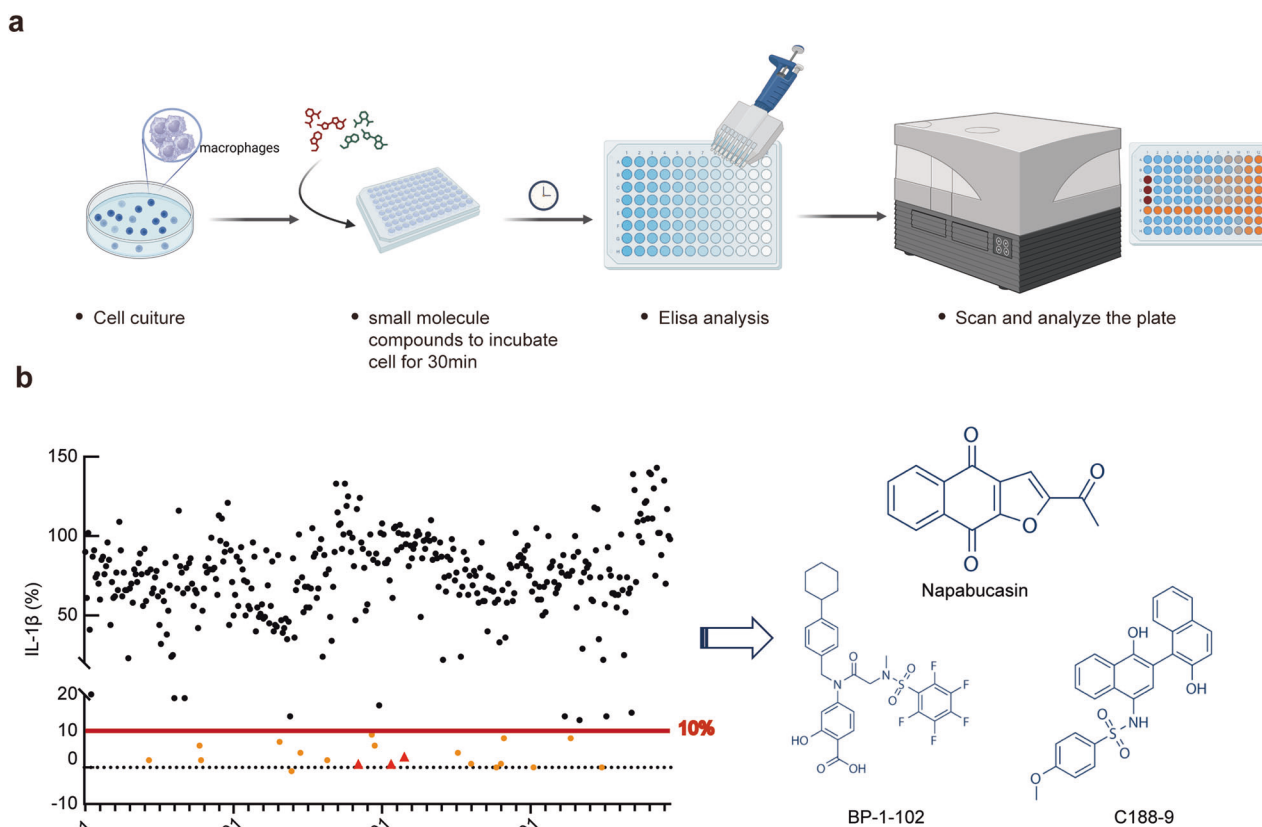 a
macrophages
• Cell cuiture
• small molecule
compounds to incubate
cell for 30min
• Elisa analysis
• Scan and analyze the plate
b
IL-1β (%)
150
100
50
20
10
0
-10
10%
O
O
O
O
Napabucasin
O
N
N
S
O
O
F
F
F
F
F
HO
O
OH
BP-1-102
OH
OH
NH
O
S
O
O
C188-9